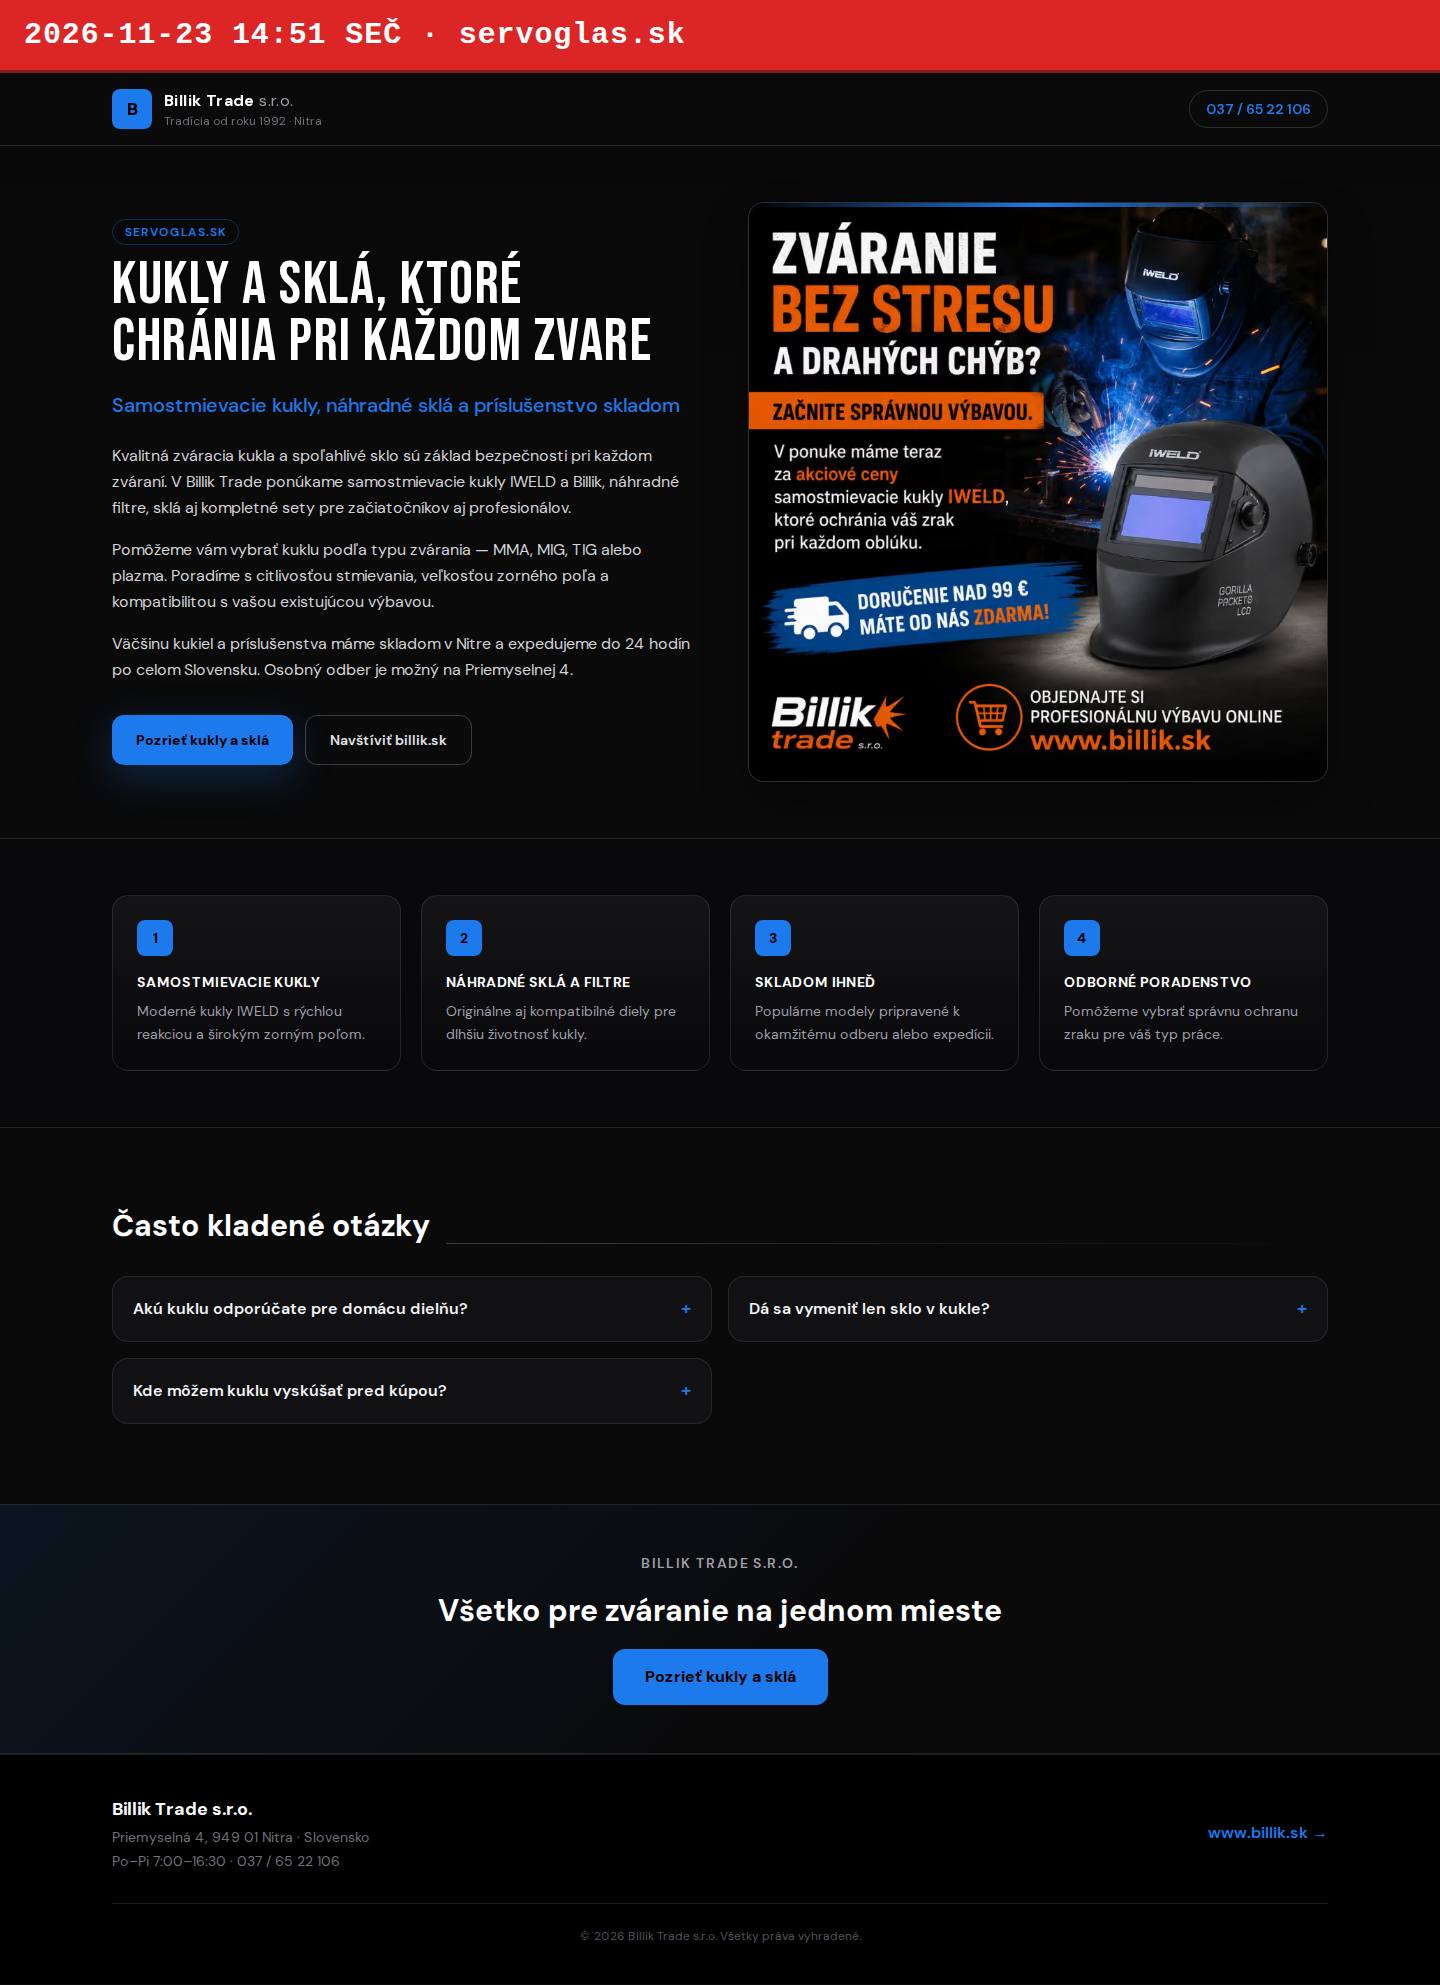 2026-11-23 14:51 SEČ · servoglas.sk
B
Billik Trade s.r.o.
Tradícia od roku 1992 · Nitra
037 / 65 22 106
SERVOGLAS.SK
KUKLY A SKLÁ, KTORÉ
CHRÁNIA PRI KAŽDOM ZVARE
Samostmievacie kukly, náhradné sklá a príslušenstvo skladom
Kvalitná zváracia kukla a spoľahlivé sklo sú základ bezpečnosti pri každom
zváraní. V Billik Trade ponúkame samostmievacie kukly IWELD a Billik, náhradné
filtre, sklá aj kompletné sety pre začiatočníkov aj profesionálov.
Pomôžeme vám vybrať kuklu podľa typu zvárania — MMA, MIG, TIG alebo
plazma. Poradíme s citlivosťou stmievania, veľkosťou zorného poľa a
kompatibilitou s vašou existujúcou výbavou.
Väčšinu kukiel a príslušenstva máme skladom v Nitre a expedujeme do 24 hodín
po celom Slovensku. Osobný odber je možný na Priemyselnej 4.
Pozrieť kukly a sklá
Navštíviť billik.sk
ZVÁRANIE
BEZ STRESU
A DRAHÝCH CHÝB?
ZAČNITE SPRÁVNOU VÝBAVOU.
V ponuke máme teraz
za akciové ceny
samostmievacie kukly IWELD,
ktoré ochránia váš zrak
pri každom oblúku.
DORUČENIE NAD 99 €
MÁTE OD NÁS ZDARMA!
iWELD
iWELD
GORILLA
PRCKET®
LCD
Billik
trade s.r.o.
OBJEDNAJTE SI
PROFESIONÁLNU VÝBAVU ONLINE
www.billik.sk
1
SAMOSTMIEVACIE KUKLY
Moderné kukly IWELD s rýchlou
reakciou a širokým zorným poľom.
2
NÁHRADNÉ SKLÁ A FILTRE
Originálne aj kompatibilné diely pre
dlhšiu životnosť kukly.
3
SKLADOM IHNEĎ
Populárne modely pripravené k
okamžitému odberu alebo expedícii.
4
ODBORNÉ PORADENSTVO
Pomôžeme vybrať správnu ochranu
zraku pre váš typ práce.
Často kladené otázky
Akú kuklu odporúčate pre domácu dielňu?
+
Dá sa vymeniť len sklo v kukle?
+
Kde môžem kuklu vyskúšať pred kúpou?
+
BILLIK TRADE S.R.O.
Všetko pre zváranie na jednom mieste
Pozrieť kukly a sklá
Billik Trade s.r.o.
Priemyselná 4, 949 01 Nitra · Slovensko
Po–Pi 7:00–16:30 · 037 / 65 22 106
www.billik.sk →
© 2026 Billik Trade s.r.o. Všetky práva vyhradené.